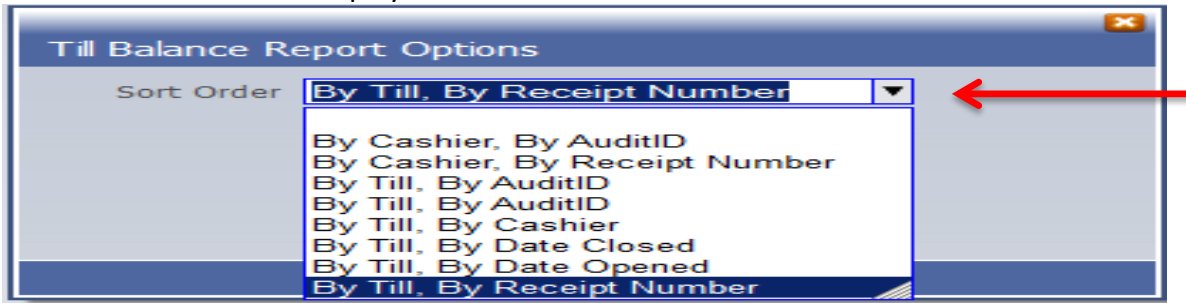 Till Balance Report Options
Sort Order By Till, By Receipt Number
By Cashier, By AuditID
By Cashier, By Receipt Number
By Till, By AuditID
By Till, By AuditID
By Till, By Cashier
By Till, By Date Closed
By Till, By Date Opened
By Till, By Receipt Number